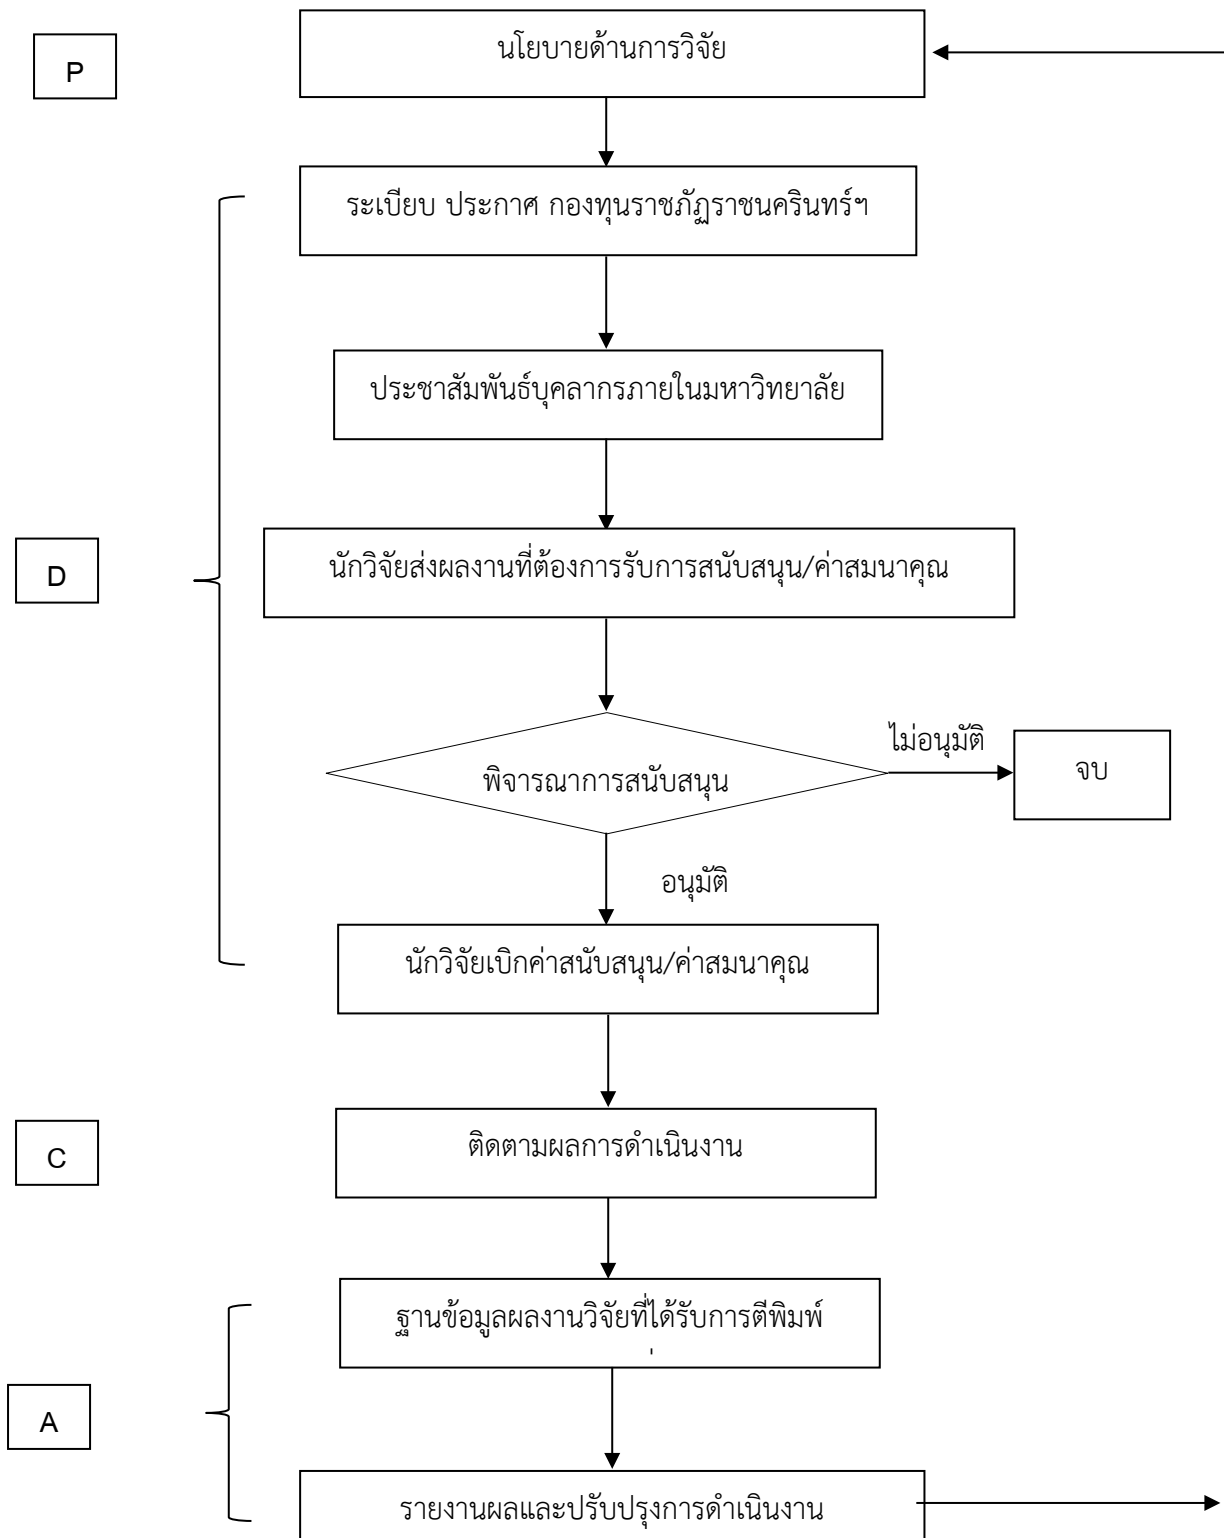 P
นโยบายด้านการวิจัย
ระเบียบ ประกาศ กองทุนราชภัฏราชนครินทร์ฯ
ประชาสัมพันธ์บุคลากรภายในมหาวิทยาลัย
D
นักวิจัยส่งผลงานที่ต้องการรับการสนับสนุน/ค่าสมนาคุณ
ไม่อนุมัติ
พิจารณาการสนับสนุน
จบ
อนุมัติ
นักวิจัยเบิกค่าสนับสนุน/ค่าสมนาคุณ
C
ติดตามผลการดำเนินงาน
ฐานข้อมูลผลงานวิจัยที่ได้รับการตีพิมพ์
A
รายงานผลและปรับปรุงการดำเนินงาน